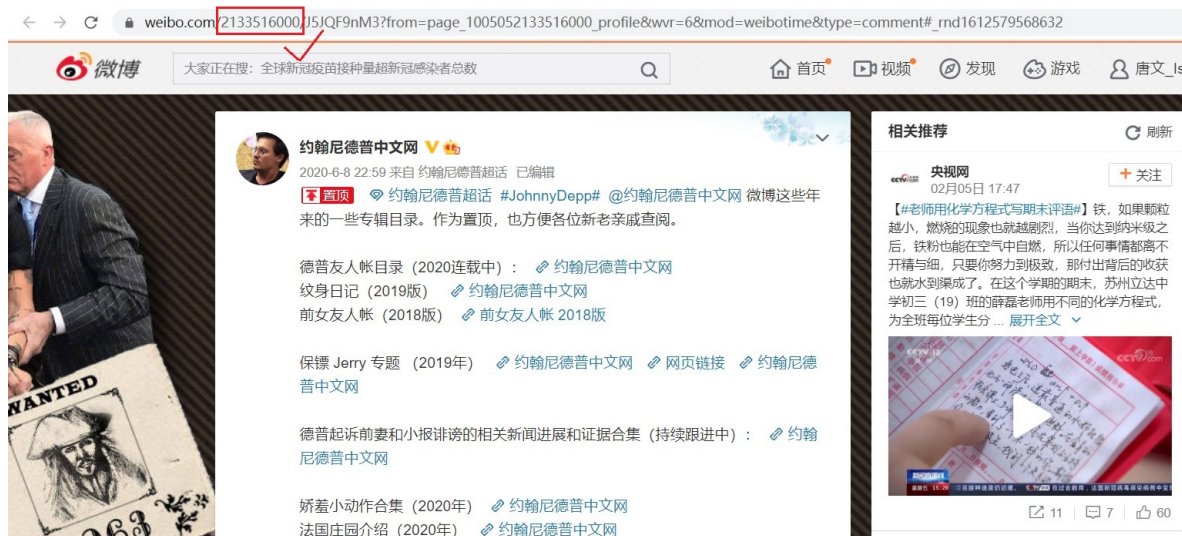 weibo.com/2133516000/J5JQF9nM3?from=page_1005052133516000_profile&wvr=6&mod=weibotime&type=comment#_rnd1612579568632
微博
大家正在搜：全球新冠疫苗接种量超新冠感染者总数
首页
视频
发现
游戏
唐文_ls
约翰尼德普中文网
2020-6-8 22:59 来自 约翰尼德普超话 已编辑
置顶 约翰尼德普超话 #JohnnyDepp# @约翰尼德普中文网 微博这些年
来的一些专辑目录。作为置顶，也方便各位新老亲戚查阅。
德普友人帐目录（2020连载中）： 约翰尼德普中文网
纹身日记（2019版） 约翰尼德普中文网
前女友人帐（2018版） 前女友人帐 2018版
保镖 Jerry 专题 （2019年） 约翰尼德普中文网 网页链接 约翰尼德
普中文网
德普起诉前妻和小报诽谤的相关新闻进展和证据合集（持续跟进中）： 约翰
尼德普中文网
娇羞小动作合集（2020年） 约翰尼德普中文网
法国庄园介绍（2020年） 约翰尼德普中文网
相关推荐
刷新
央视网
02月05日 17:47
+ 关注
【#老师用化学方程式写期末评语#】铁，如果颗粒
越小，燃烧的现象也就越剧烈，当你达到纳米级之
后，铁粉也能在空气中自燃，所以任何事情都离不
开精与细，只要你努力到极致，那付出背后的收获
也就水到渠成了。在这个学期的期末，苏州立达中
学初三（19）班的薛磊老师用不同的化学方程式，
为全班每位学生分 ... 展开全文
CCTV.com
11
7
60
WANTED